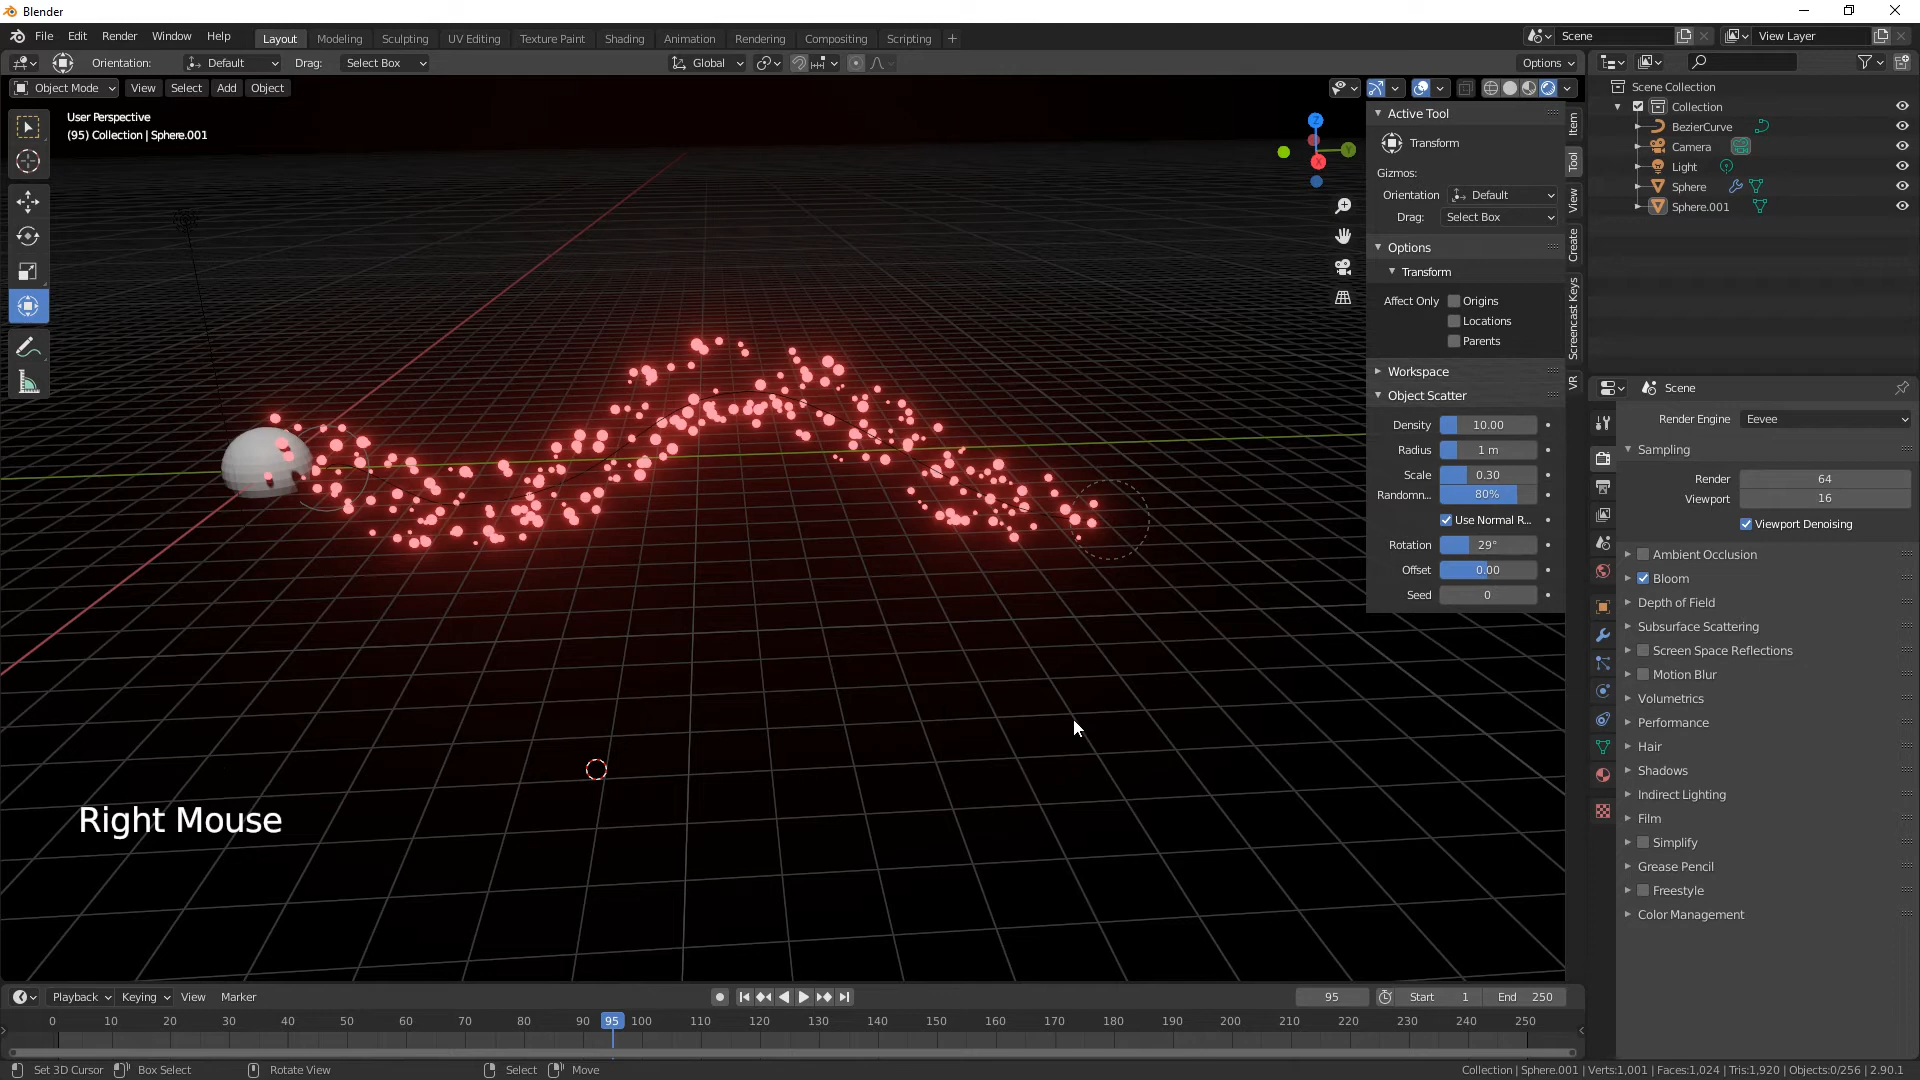 Blender
File Edit Render Window Help
Layout Modeling Sculpting UV Editing Texture Paint Shading Animation Rendering Compositing Scripting +
Scene View Layer
Orientation: Default Drag: Select Box Global Options
Object Mode View Select Add Object
User Perspective
(95) Collection | Sphere.001
Z
Y
X
Active Tool
Transform
Gizmos:
Orientation Default
Drag: Select Box
Options
Transform
Affect Only Origins
Locations
Parents
Workspace
Object Scatter
Density 10.00
Radius 1 m
Scale 0.30
Randomn... 80%
Use Normal R...
Rotation 29°
Offset 0.00
Seed 0
Item
Tool
View
Create
Screencast Keys
VR
Scene Collection
Collection
BezierCurve
Camera
Light
Sphere
Sphere.001
Scene
Render Engine Eevee
Sampling
Render 64
Viewport 16
Viewport Denoising
Ambient Occlusion
Bloom
Depth of Field
Subsurface Scattering
Screen Space Reflections
Motion Blur
Volumetrics
Performance
Hair
Shadows
Indirect Lighting
Film
Simplify
Grease Pencil
Freestyle
Color Management
Right Mouse
Playback Keying View Marker 95 Start 1 End 250
0 10 20 30 40 50 60 70 80 90 95 100 110 120 130 140 150 160 170 180 190 200 210 220 230 240 250
Set 3D Cursor Box Select Rotate View Select Move Collection | Sphere.001 | Verts:1,001 | Faces:1,024 | Tris:1,920 | Objects:0/256 | 2.90.1